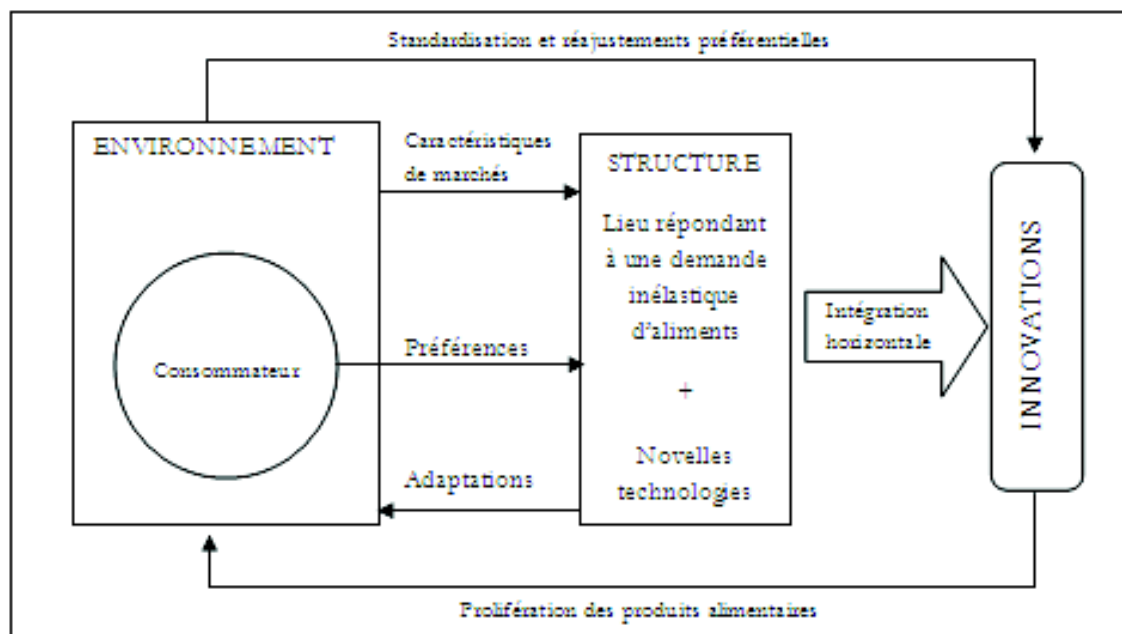 Standardisation et réajustements préférentielles
ENVIRONNEMENT
Caractéristiques
de marchés
STRUCTURE
Lieu répondant
à une demande
inélastique
d'aliments
+
Novelles
technologies
Consommateur
Préférences
Adaptations
Intégration
horizontale
INNOVATIONS
Prolifération des produits alimentaires